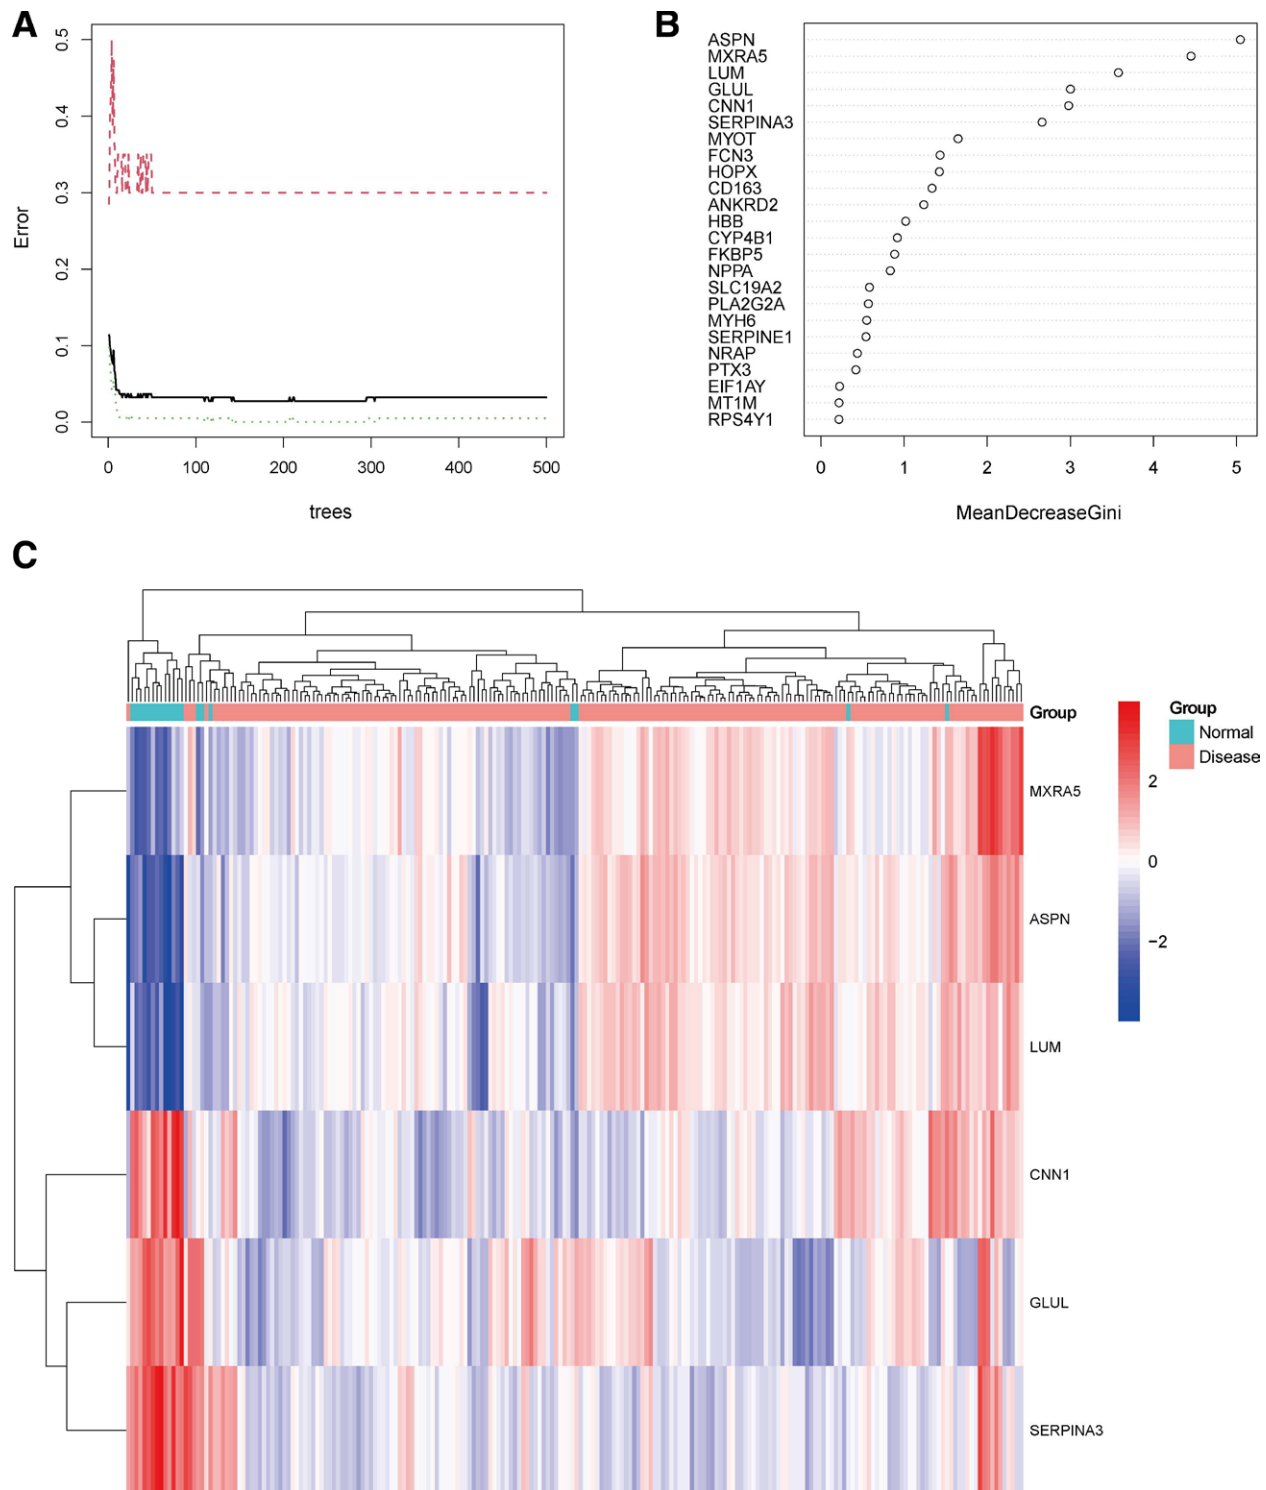 A
0.5
0.4
0.3
0.2
0.1
0.0
Error
0 100 200 300 400 500
trees
B
ASPN
MXRA5
LUM
GLUL
CNN1
SERPINA3
MYOT
FCN3
HOPX
CD163
ANKRD2
HBB
CYP4B1
FKBP5
NPPA
SLC19A2
PLA2G2A
MYH6
SERPINE1
NRAP
PTX3
EIF1AY
MT1M
RPS4Y1
0 1 2 3 4 5
MeanDecreaseGini
C
Group
MXRA5
ASPN
LUM
CNN1
GLUL
SERPINA3
2
0
−2
Group
Normal
Disease